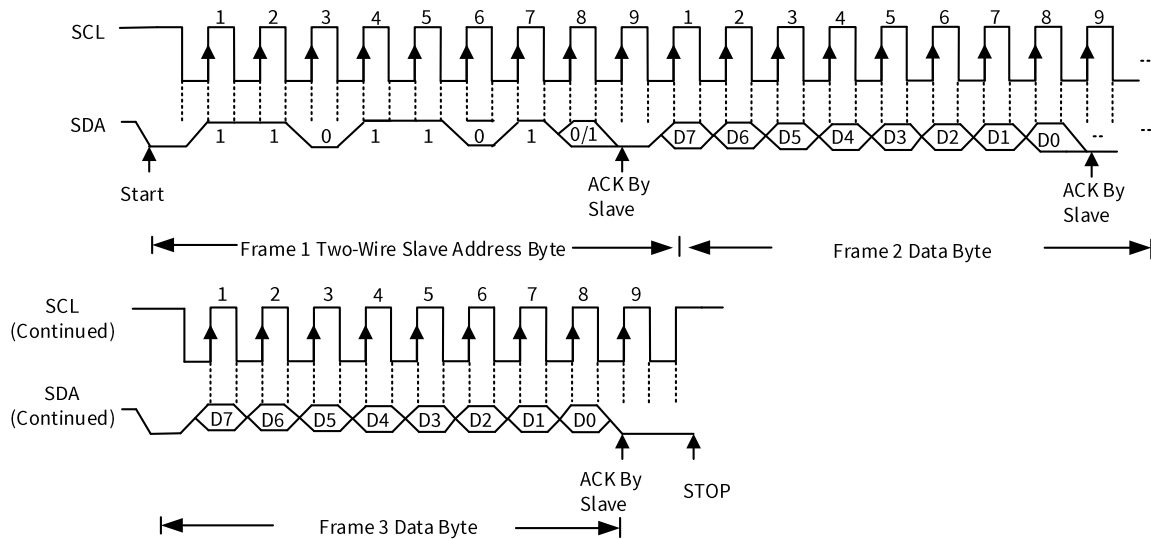 1 2 3 4 5 6 7 8 9 1 2 3 4 5 6 7 8 9
SCL
--
SDA
1 1 0 1 1 0 1 0/1 D7 D6 D5 D4 D3 D2 D1 D0 -- --
Start
ACK By
Slave
ACK By
Slave
Frame 1 Two-Wire Slave Address Byte
Frame 2 Data Byte
1 2 3 4 5 6 7 8 9
SCL
(Continued)
SDA
(Continued)
D7 D6 D5 D4 D3 D2 D1 D0
ACK By
Slave
STOP
Frame 3 Data Byte